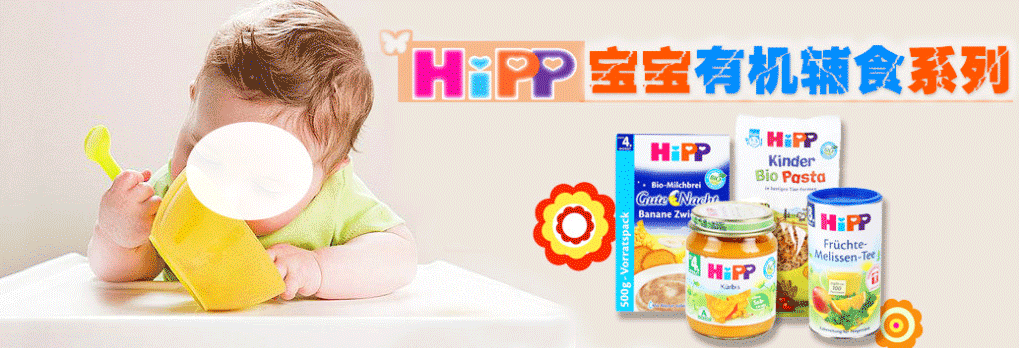 HiPP 宝宝有机辅食系列
4.
HiPP
Bio-Milchbrei
Gute Nacht
Banane Zwie
500g - Vorratspack
HiPP
Kinder
Bio Pasta
4.
HiPP
Kürbis
HiPP
Früchte-
Melissen-Tee